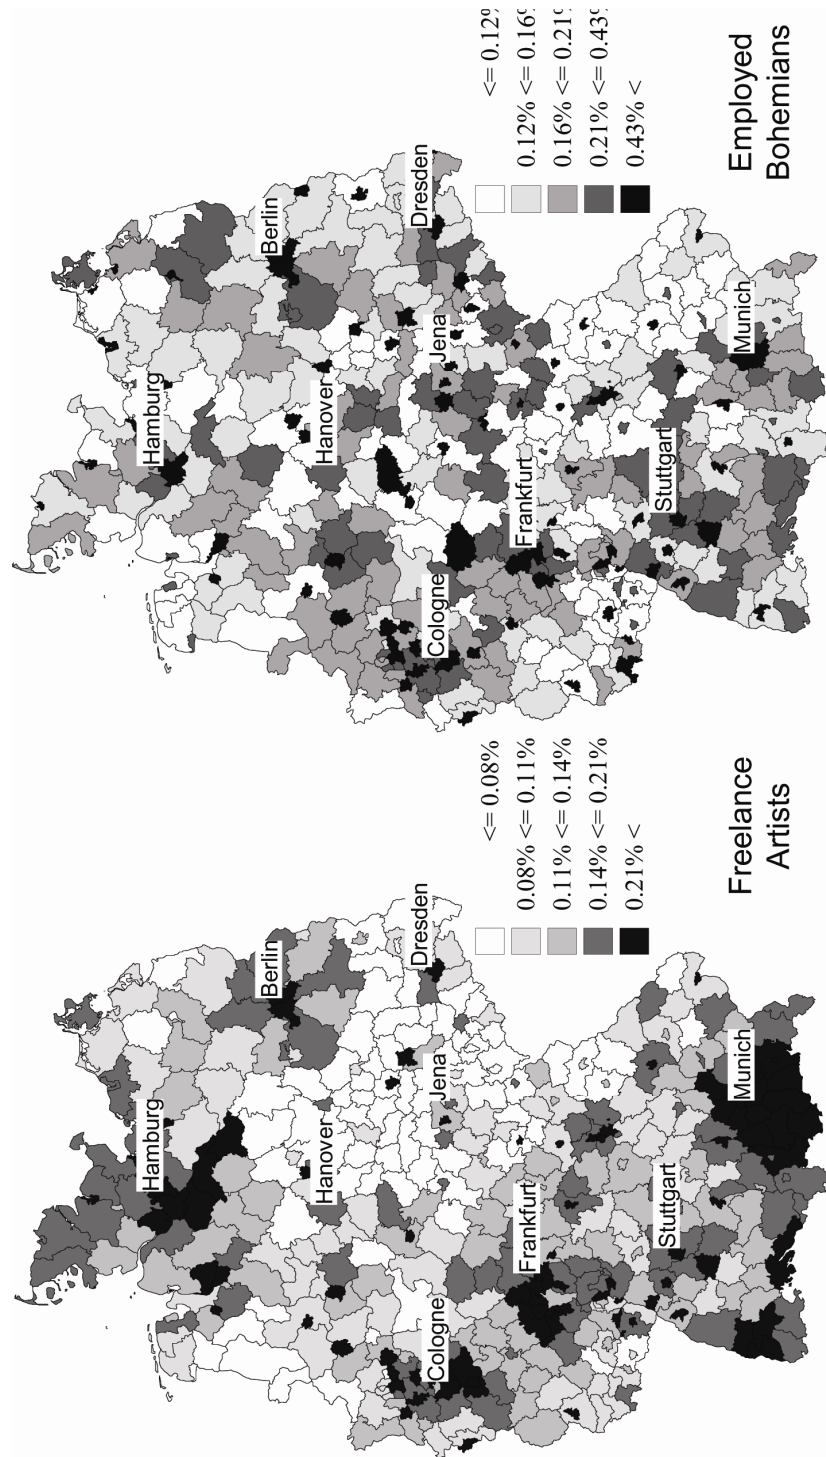 Hamburg
Berlin
Hanover
Cologne
Jena
Dresden
Frankfurt
Stuttgart
Munich
<= 0.08%
0.08% <= 0.11%
0.11% <= 0.14%
0.14% <= 0.21%
0.21% <
Freelance
Artists
Hamburg
Berlin
Hanover
Cologne
Jena
Dresden
Frankfurt
Stuttgart
Munich
<= 0.12%
0.12% <= 0.16%
0.16% <= 0.21%
0.21% <= 0.43%
0.43% <
Employed
Bohemians